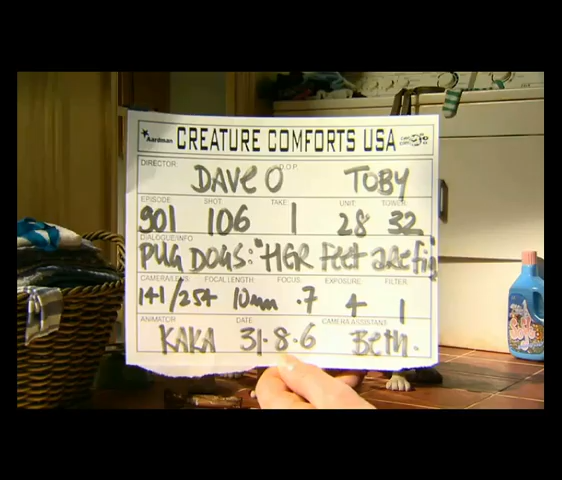 Aardman CREATURE COMFORTS USA
DIRECTOR: D.O.P.
DAVE O TOBY
EPISODE: SHOT: TAKE: UNIT: TOWER:
901 106 1 28 32
DIALOGUE/INFO
PUG DOGS: "HER Feet are fi
CAMERA/LENS: FOCAL LENGTH: FOCUS: EXPOSURE: FILTER:
141/254 10mm .7 4 1
ANIMATOR: DATE: CAMERA ASSISTANT:
KAKA 31.8.6 Beth.